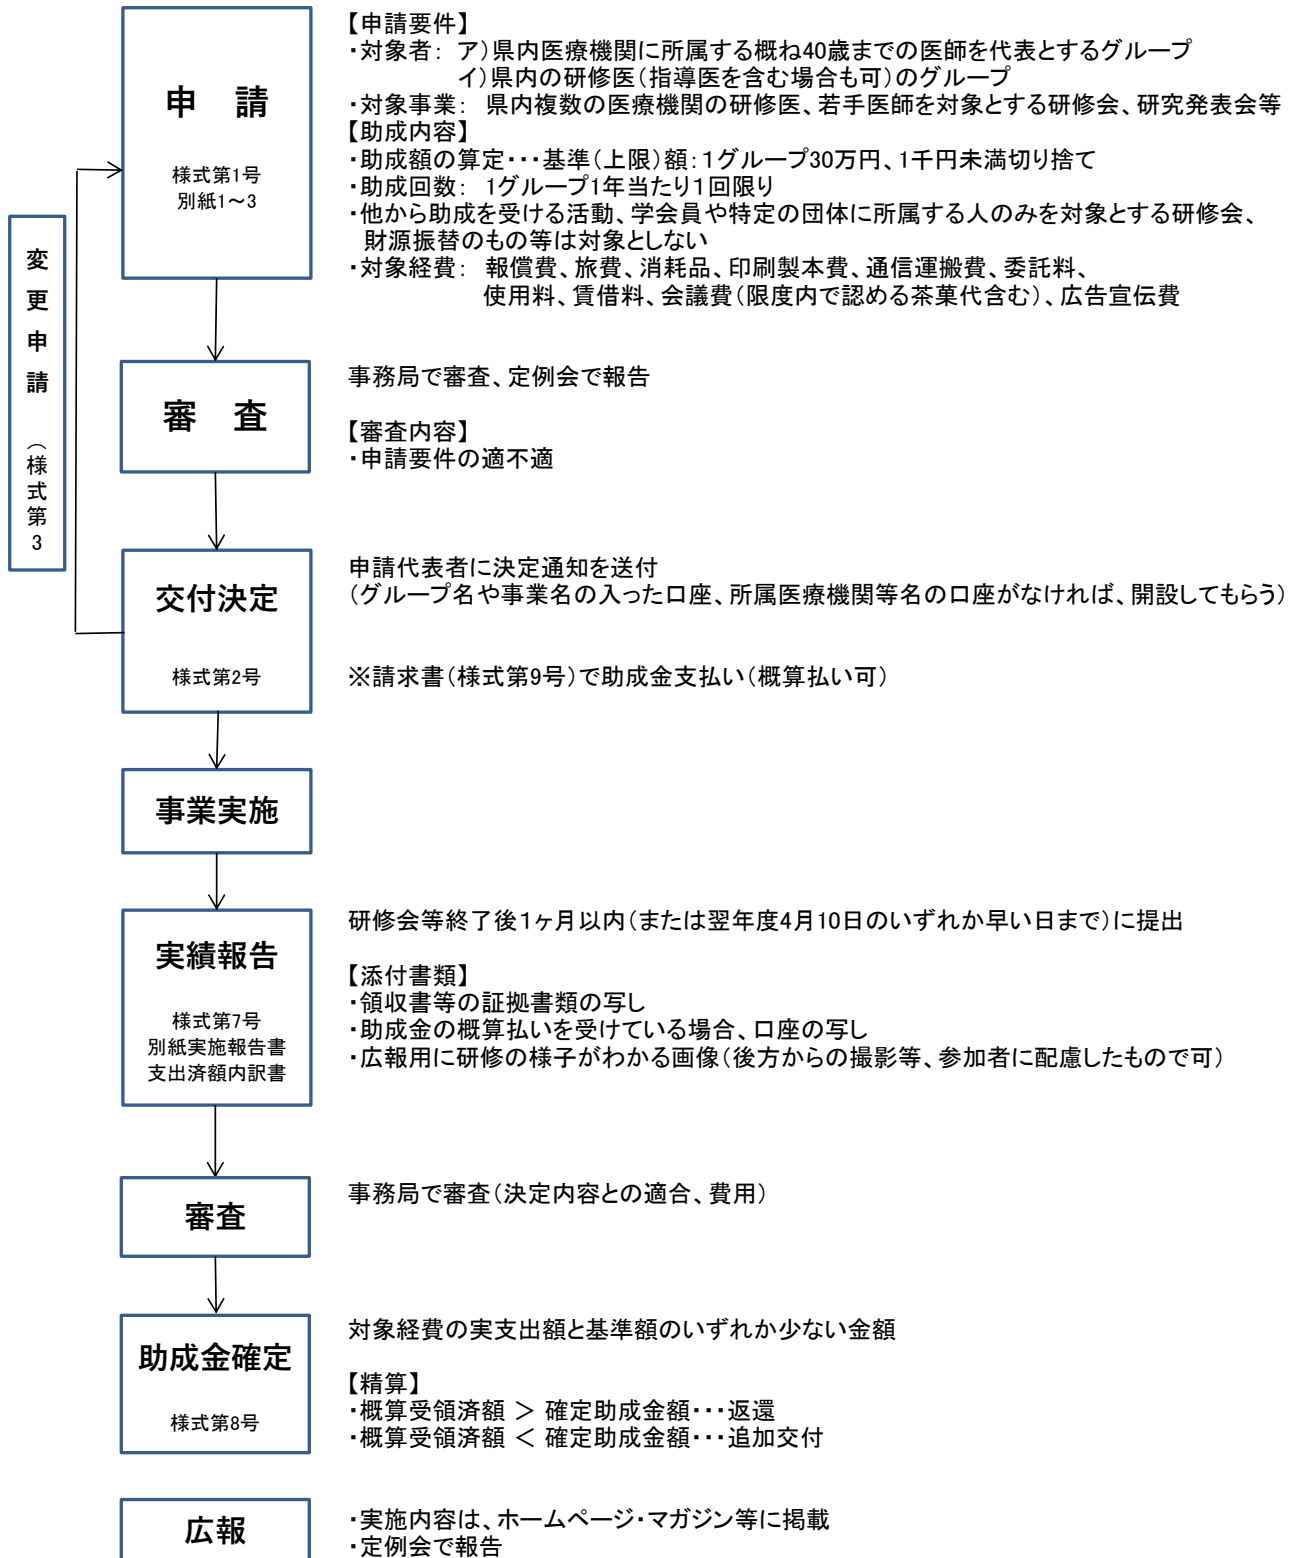 申　請
様式第1号
別紙1～3
【申請要件】
・対象者：　ア）県内医療機関に所属する概ね40歳までの医師を代表とするグループ
イ）県内の研修医（指導医を含む場合も可）のグループ
・対象事業：　県内複数の医療機関の研修医、若手医師を対象とする研修会、研究発表会等
【助成内容】
・助成額の算定・・・基準（上限）額：１グループ30万円、1千円未満切り捨て
・助成回数：　1グループ1年当たり１回限り
・他から助成を受ける活動、学会員や特定の団体に所属する人のみを対象とする研修会、
財源振替のもの等は対象としない
・対象経費：　報償費、旅費、消耗品、印刷製本費、通信運搬費、委託料、
使用料、賃借料、会議費（限度内で認める茶菓代含む）、広告宣伝費
変更申請　（様式第3
審　査
事務局で審査、定例会で報告
【審査内容】
・申請要件の適不適
交付決定
様式第2号
申請代表者に決定通知を送付
（グループ名や事業名の入った口座、所属医療機関等名の口座がなければ、開設してもらう）
※請求書（様式第9号）で助成金支払い（概算払い可）
事業実施
実績報告
様式第7号
別紙実施報告書
支出済額内訳書
研修会等終了後１ヶ月以内（または翌年度4月10日のいずれか早い日まで）に提出
【添付書類】
・領収書等の証拠書類の写し
・助成金の概算払いを受けている場合、口座の写し
・広報用に研修の様子がわかる画像（後方からの撮影等、参加者に配慮したもので可）
審査
事務局で審査（決定内容との適合、費用）
助成金確定
様式第8号
対象経費の実支出額と基準額のいずれか少ない金額
【精算】
・概算受領済額 ＞ 確定助成金額・・・返還
・概算受領済額 ＜ 確定助成金額・・・追加交付
広報
・実施内容は、ホームページ・マガジン等に掲載
・定例会で報告